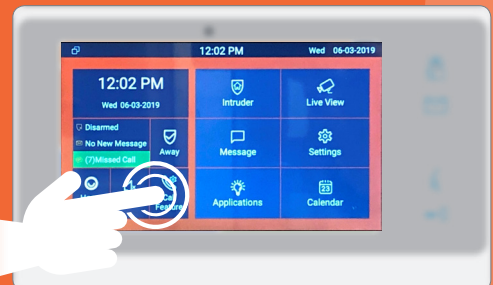 12:02 PM
Wed 06-03-2019
12:02 PM
Wed 06-03-2019
Disarmed
No New Message
(7)Missed Call
Away
Feature
Intruder
Live View
Message
Settings
Applications
23
Calendar